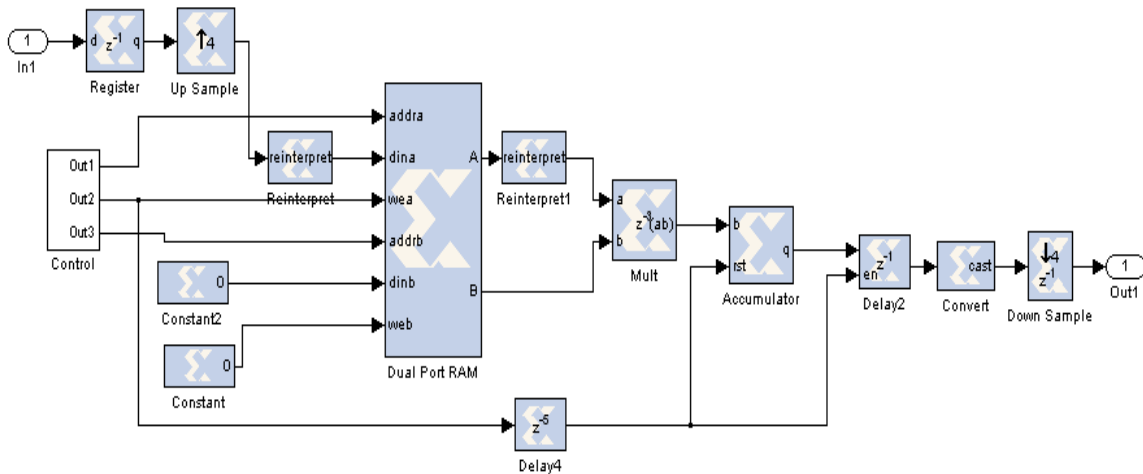 1
In1
d z⁻¹ q
Register
↑4
Up Sample
Out1
Out2
Out3
Control
reinterpret
Reinterpret
0
Constant2
0
Constant
addra
dina
wea
addrb
dinb
web
A
B
Dual Port RAM
reinterpret
Reinterpret1
a
b
z⁻³(ab)
Mult
b
rst
q
Accumulator
z⁻⁵
Delay4
en
z⁻¹
Delay2
cast
Convert
↓4
z⁻¹
Down Sample
1
Out1